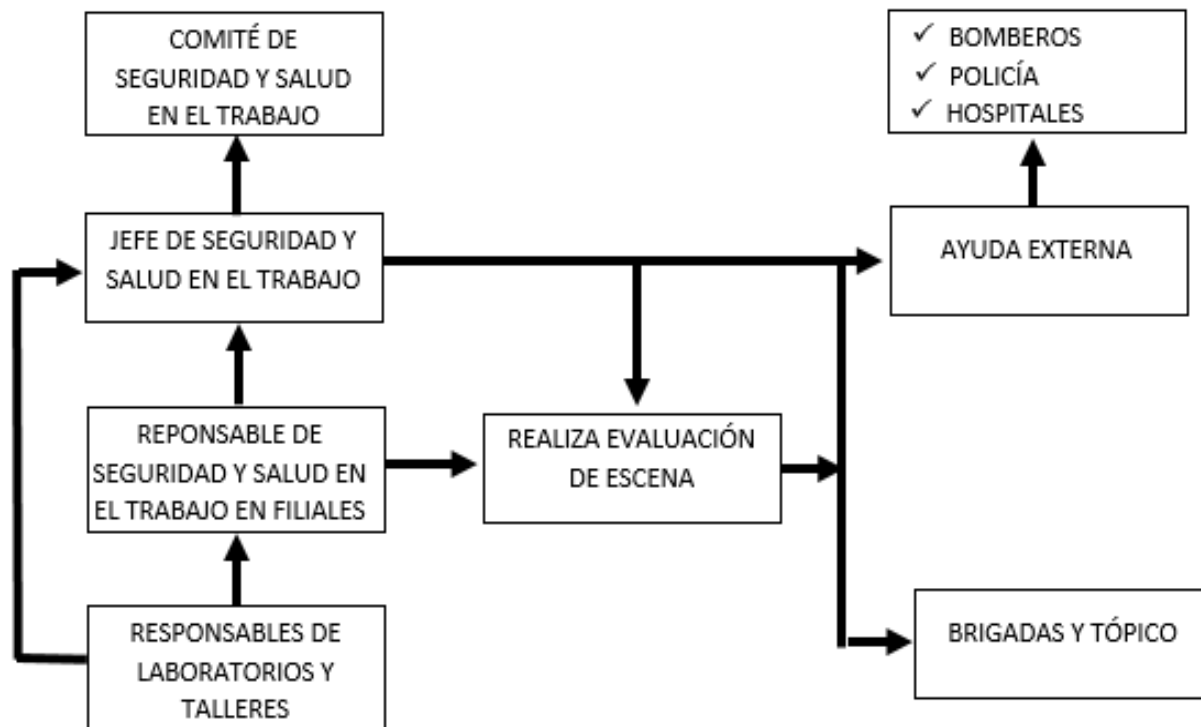 COMITÉ DE
SEGURIDAD Y SALUD
EN EL TRABAJO
✓ BOMBEROS
✓ POLICÍA
✓ HOSPITALES
JEFE DE SEGURIDAD Y
SALUD EN EL TRABAJO
AYUDA EXTERNA
REPONSABLE DE
SEGURIDAD Y SALUD EN
EL TRABAJO EN FILIALES
REALIZA EVALUACIÓN
DE ESCENA
RESPONSABLES DE
LABORATORIOS Y
TALLERES
BRIGADAS Y TÓPICO